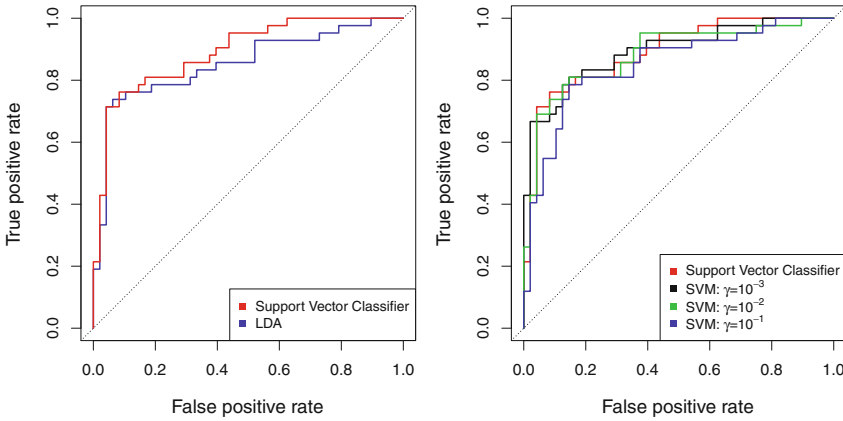 True positive rate
1.0
0.8
0.6
0.4
0.2
0.0
Support Vector Classifier
LDA
0.0 0.2 0.4 0.6 0.8 1.0
False positive rate
True positive rate
1.0
0.8
0.6
0.4
0.2
0.0
Support Vector Classifier
SVM: γ=10⁻³
SVM: γ=10⁻²
SVM: γ=10⁻¹
0.0 0.2 0.4 0.6 0.8 1.0
False positive rate